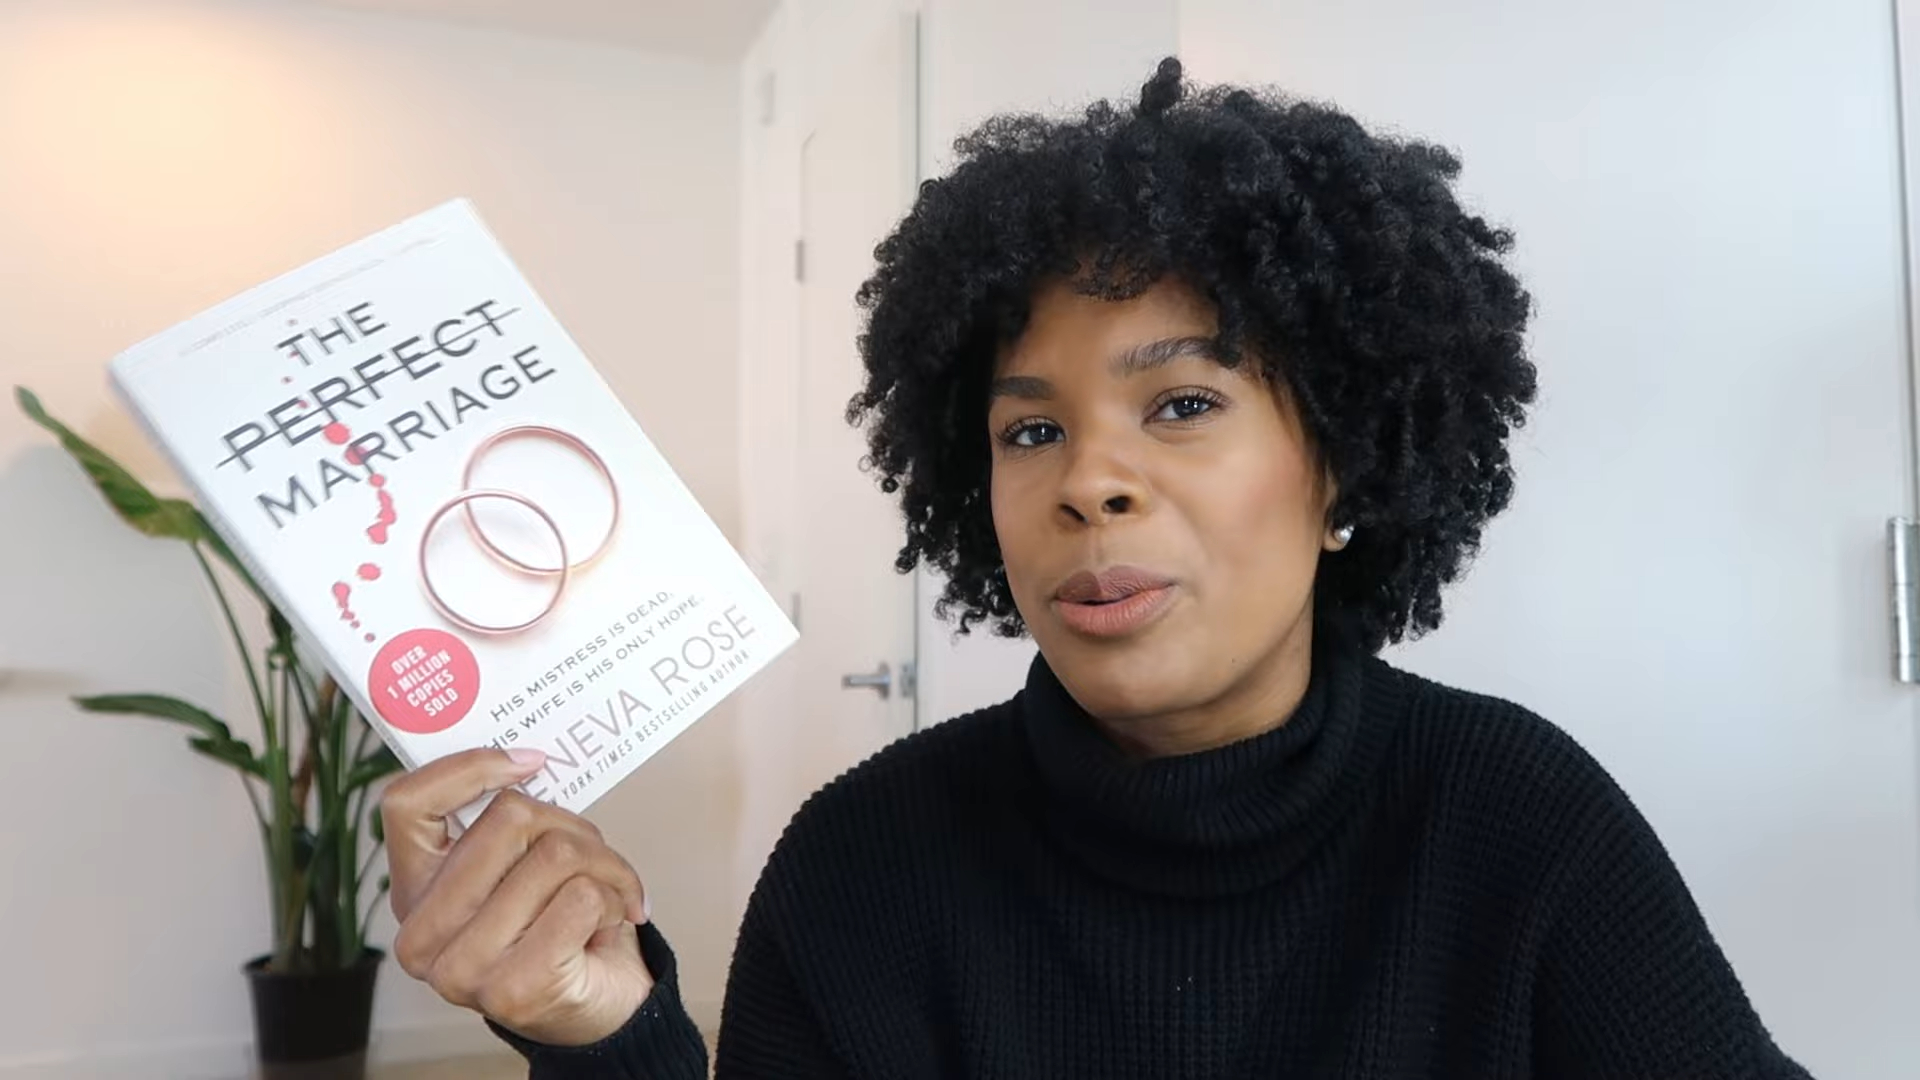 THE
PERFECT
MARRIAGE
OVER
1 MILLION
COPIES
SOLD
HIS MISTRESS IS DEAD.
HIS WIFE IS HIS ONLY HOPE.
ENEVA ROSE
YORK TIMES BESTSELLING AUTHOR